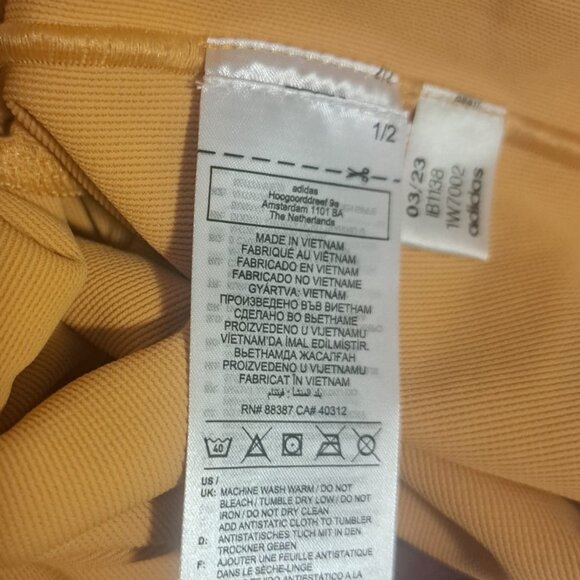 1/2
adidas
Hoogoorddreef 9a
Amsterdam 1101 BA
The Netherlands
MADE IN VIETNAM
FABRIQUÉ AU VIÊTNAM
FABRICADO EN VIETNAM
FABRICADO NO VIETNAME
GYÁRTVA: VIETNAM
ПРОИЗВЕДЕНО ВЪВ ВИЕТНАМ
СДЕЛАНО ВО ВЬЕТНАМЕ
PROIZVEDENO U VIJETNAMU
VİETNAM'DA İMAL EDİLMİŞTİR.
ВЬЕТНАМДА ЖАСАЛҒАН
PROIZVEDENO U VIJETNAMU
FABRICAT ÎN VIETNAM
بلد المنشأ: فيتنام
RN# 88387 CA# 40312
40
US /
UK: MACHINE WASH WARM / DO NOT
BLEACH / TUMBLE DRY LOW / DO NOT
IRON / DO NOT DRY CLEAN
ADD ANTISTATIC CLOTH TO TUMBLER
D: ANTISTATISCHES TUCH MIT IN DEN
TROCKNER GEBEN
F: AJOUTER UNE FEUILLE ANTISTATIQUE
DANS LE SÈCHE-LINGE
03/23
IB1138
1W7002
adidas